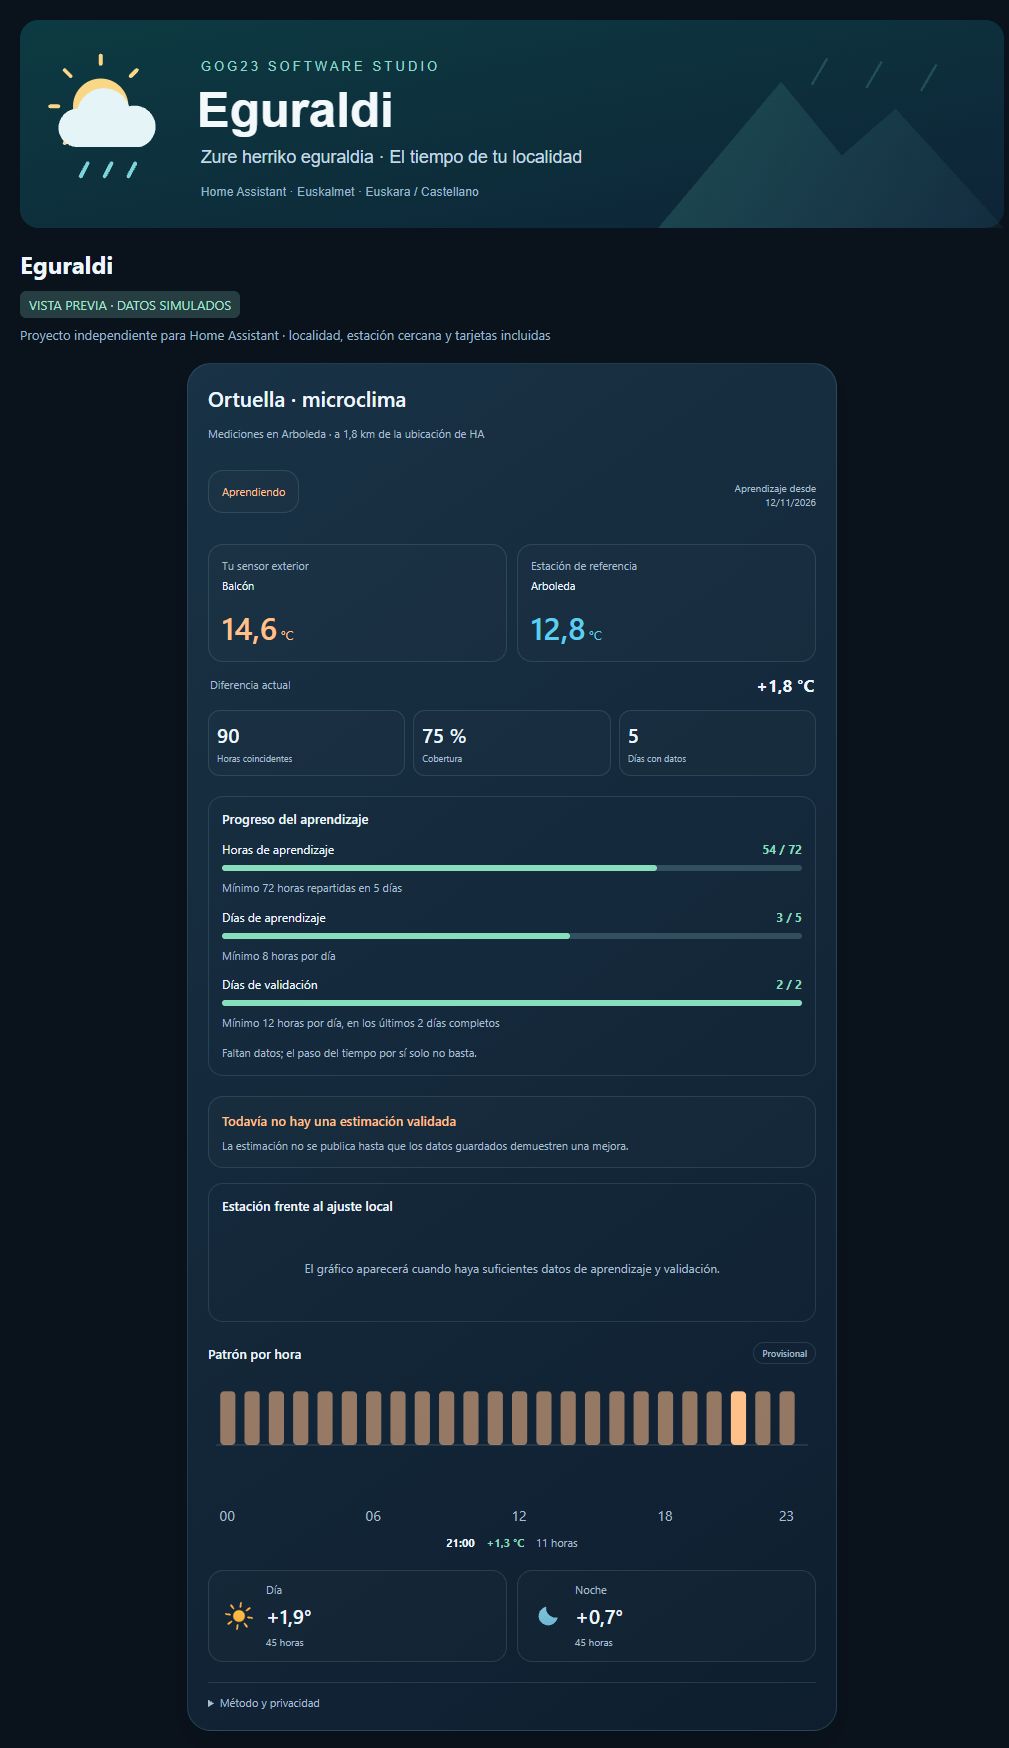 GOG23 SOFTWARE STUDIO
Eguraldi
Zure herriko eguraldia · El tiempo de tu localidad
Home Assistant · Euskalmet · Euskara / Castellano
Eguraldi
VISTA PREVIA · DATOS SIMULADOS
Proyecto independiente para Home Assistant · localidad, estación cercana y tarjetas incluidas
Ortuella · microclima
Mediciones en Arboleda · a 1,8 km de la ubicación de HA
Aprendiendo
Aprendizaje desde
12/11/2026
Tu sensor exterior
Balcón
14,6 °C
Estación de referencia
Arboleda
12,8 °C
Diferencia actual
+1,8 °C
90
Horas coincidentes
75 %
Cobertura
5
Días con datos
Progreso del aprendizaje
Horas de aprendizaje
54 / 72
Mínimo 72 horas repartidas en 5 días
Días de aprendizaje
3 / 5
Mínimo 8 horas por día
Días de validación
2 / 2
Mínimo 12 horas por día, en los últimos 2 días completos
Faltan datos; el paso del tiempo por sí solo no basta.
Todavía no hay una estimación validada
La estimación no se publica hasta que los datos guardados demuestren una mejora.
Estación frente al ajuste local
El gráfico aparecerá cuando haya suficientes datos de aprendizaje y validación.
Patrón por hora
Provisional
00 06 12 18 23
21:00 +1,3 °C 11 horas
Día
+1,9°
45 horas
Noche
+0,7°
45 horas
Método y privacidad